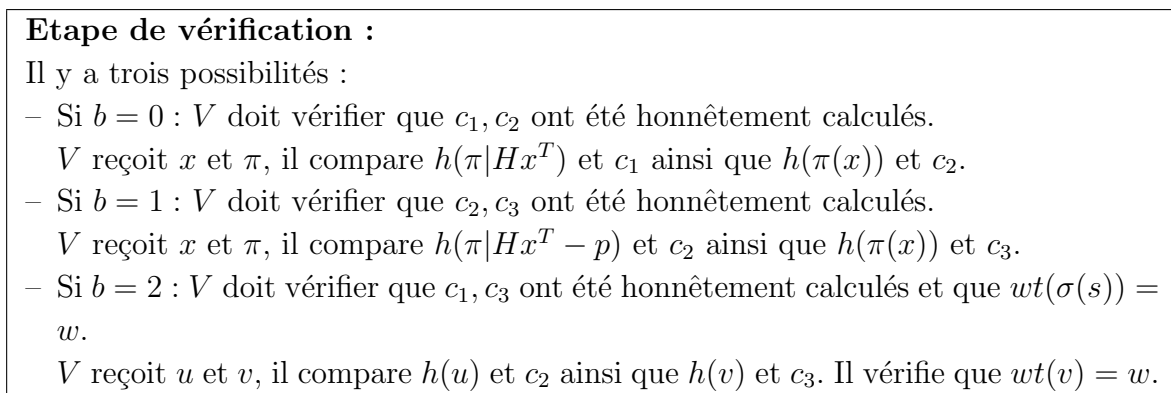 Etape de vérification :
Il y a trois possibilités :
– Si b = 0 : V doit vérifier que c₁, c₂ ont été honnêtement calculés.
V reçoit x et π, il compare h(π|Hxᵀ) et c₁ ainsi que h(π(x)) et c₂.
– Si b = 1 : V doit vérifier que c₂, c₃ ont été honnêtement calculés.
V reçoit x et π, il compare h(π|Hxᵀ − p) et c₂ ainsi que h(π(x)) et c₃.
– Si b = 2 : V doit vérifier que c₁, c₃ ont été honnêtement calculés et que wt(σ(s)) =
w.
V reçoit u et v, il compare h(u) et c₂ ainsi que h(v) et c₃. Il vérifie que wt(v) = w.